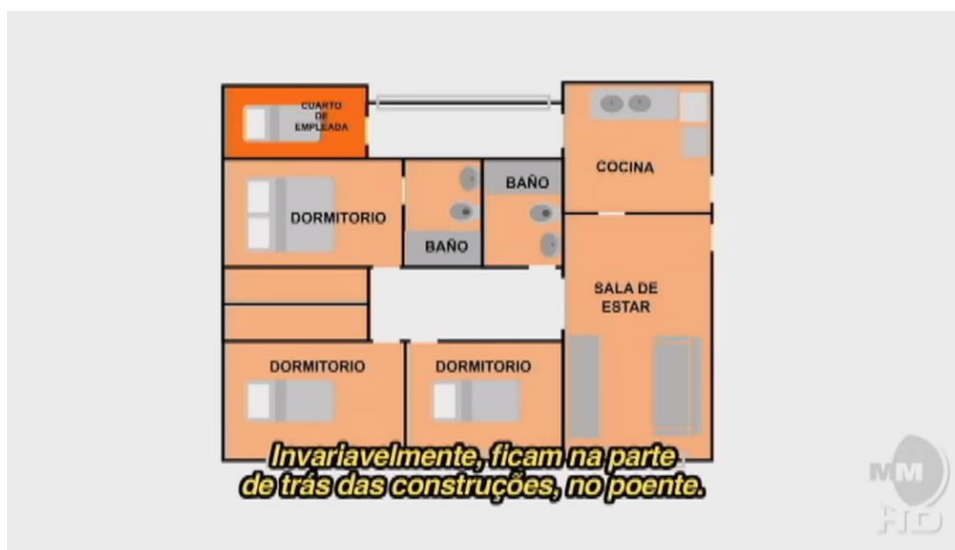 CUARTO
DE
EMPLEADA
COCINA
BAÑO
DORMITORIO
BAÑO
SALA DE
ESTAR
DORMITORIO
DORMITORIO
Invariavelmente, ficam na parte
de trás das construções, no poente.
MM
HD